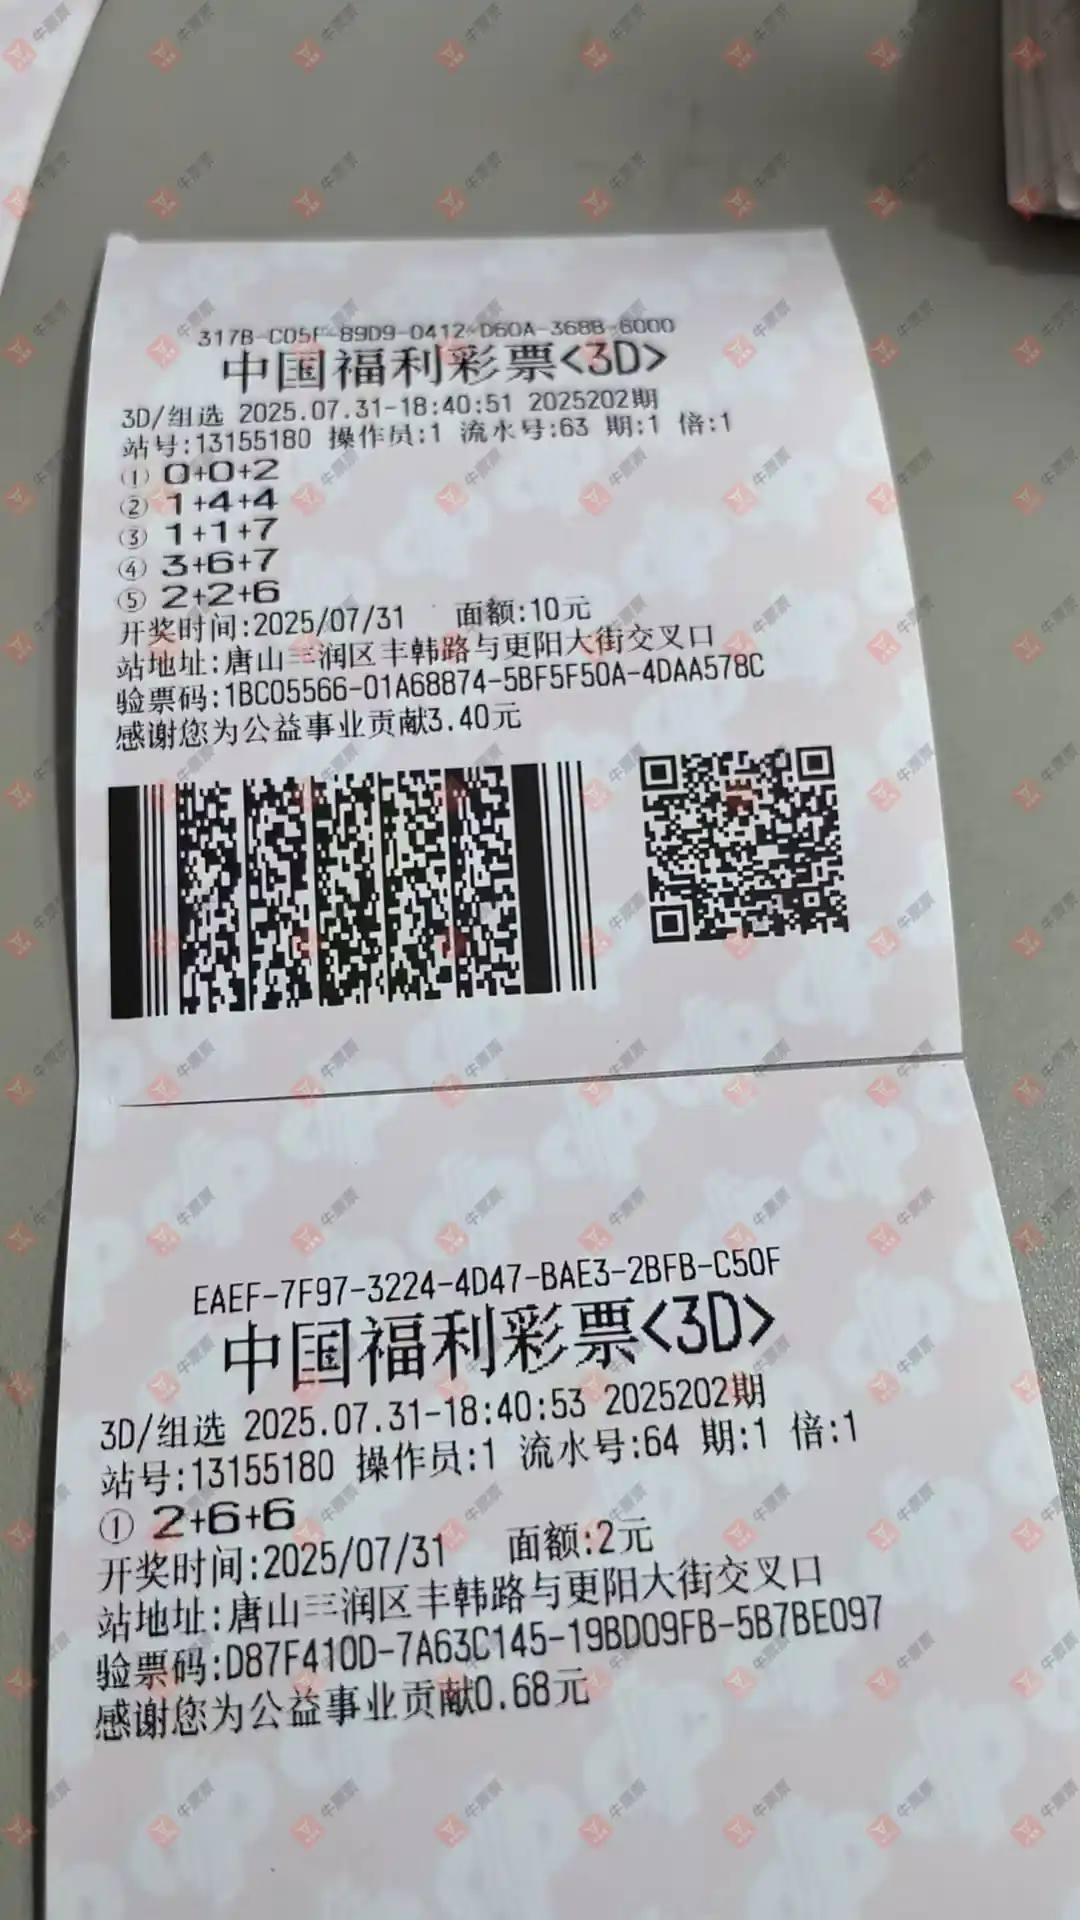 317B-C05F-89D9-0412-D60A-368B-6000
中国福利彩票<3D>
3D/组选 2025.07.31-18:40:51 2025202期
站号:13155180 操作员:1 流水号:63 期:1 倍:1
① 0+0+2
② 1+4+4
③ 1+1+7
④ 3+6+7
⑤ 2+2+6
开奖时间:2025/07/31 面额:10元
站地址:唐山三润区丰韩路与更阳大街交叉口
验票码:1BC05566-01A68874-5BF5F50A-4DAA578C
感谢您为公益事业贡献3.40元
EAEF-7F97-3224-4D47-BAE3-2BFB-C50F
中国福利彩票<3D>
3D/组选 2025.07.31-18:40:53 2025202期
站号:13155180 操作员:1 流水号:64 期:1 倍:1
① 2+6+6
开奖时间:2025/07/31 面额:2元
站地址:唐山三润区丰韩路与更阳大街交叉口
验票码:D87F410D-7A63C145-19BD09FB-5B7BE097
感谢您为公益事业贡献0.68元